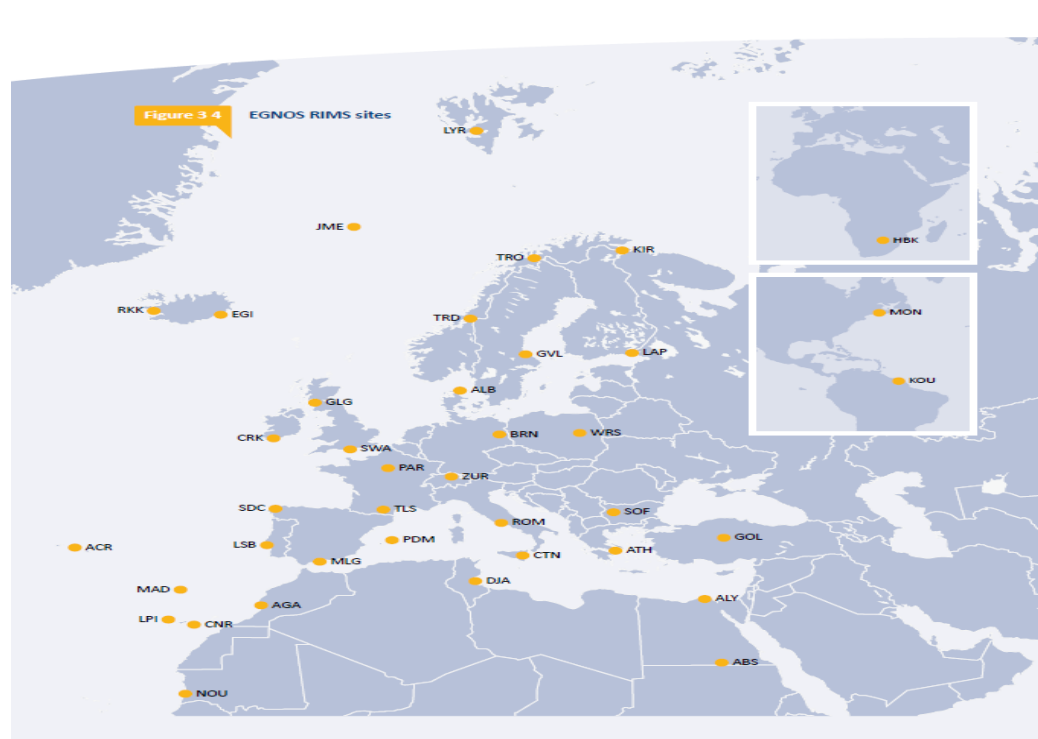 Figure 3 4 EGNOS RIMS sites
LYR
HBK
JME
KIR
TRO
RKK
EGI
TRD
MON
GVL
LAP
KOU
ALB
GLG
CRK
BRN
WRS
SWA
PAR
ZUR
SDC
TLS
ROM
SOF
GOL
ACR
LSB
PDM
CTN
ATH
MLG
DJA
MAD
ALY
AGA
LPI
CNR
ABS
NOU